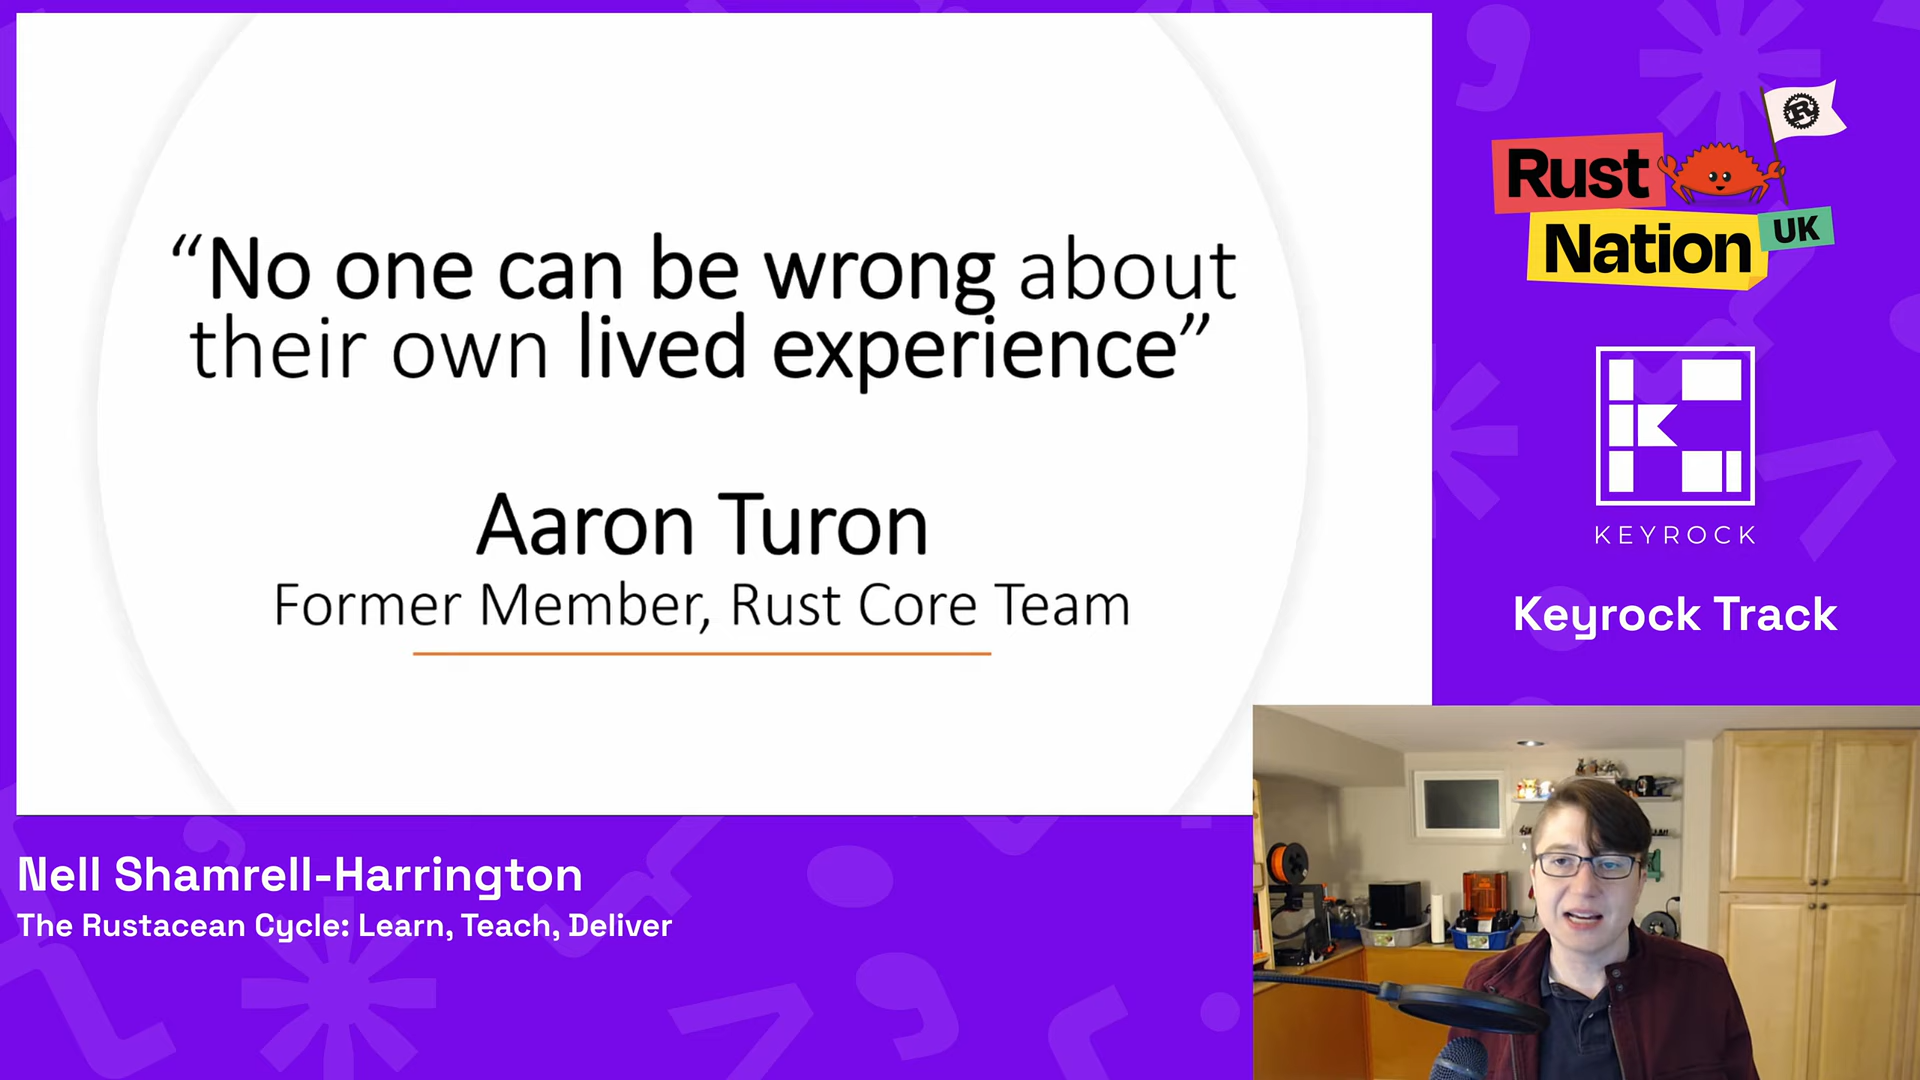 “No one can be wrong about
their own lived experience”
Aaron Turon
Former Member, Rust Core Team
Rust
Nation
UK
KEYROCK
Keyrock Track
Nell Shamrell-Harrington
The Rustacean Cycle: Learn, Teach, Deliver